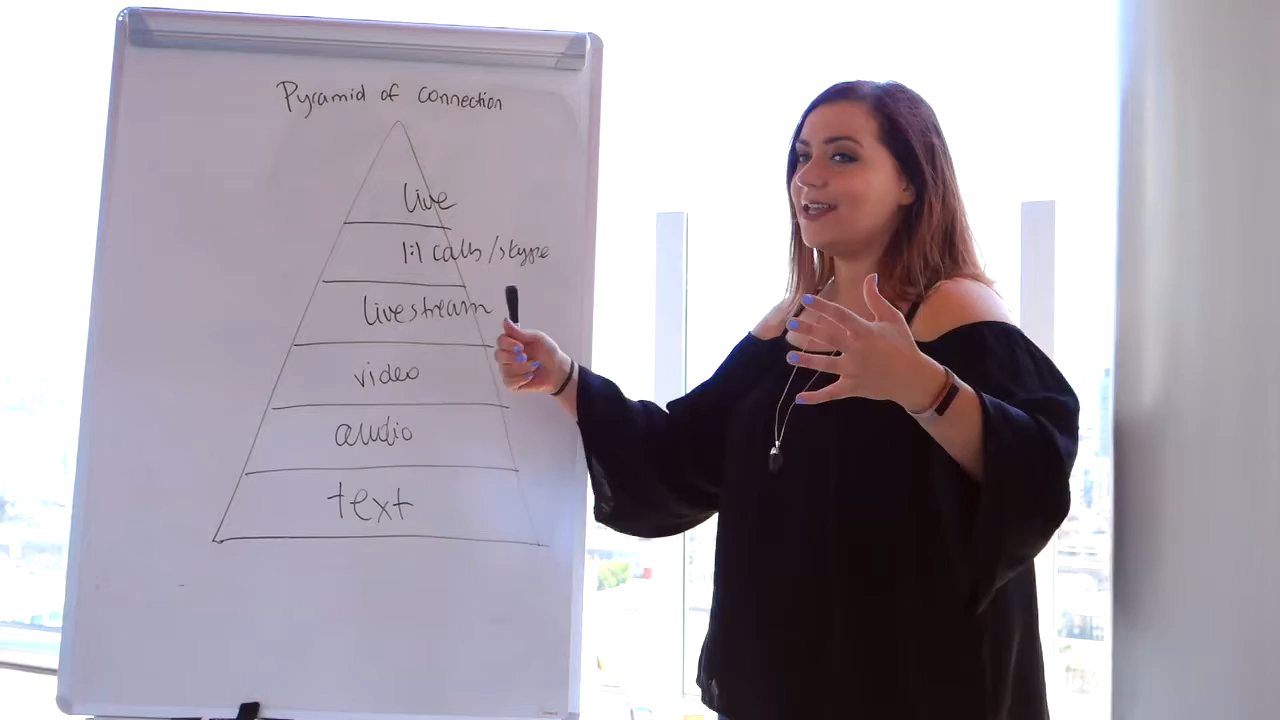 Pyramid of connection
live
1:1 calls/skype
livestream
video
audio
text